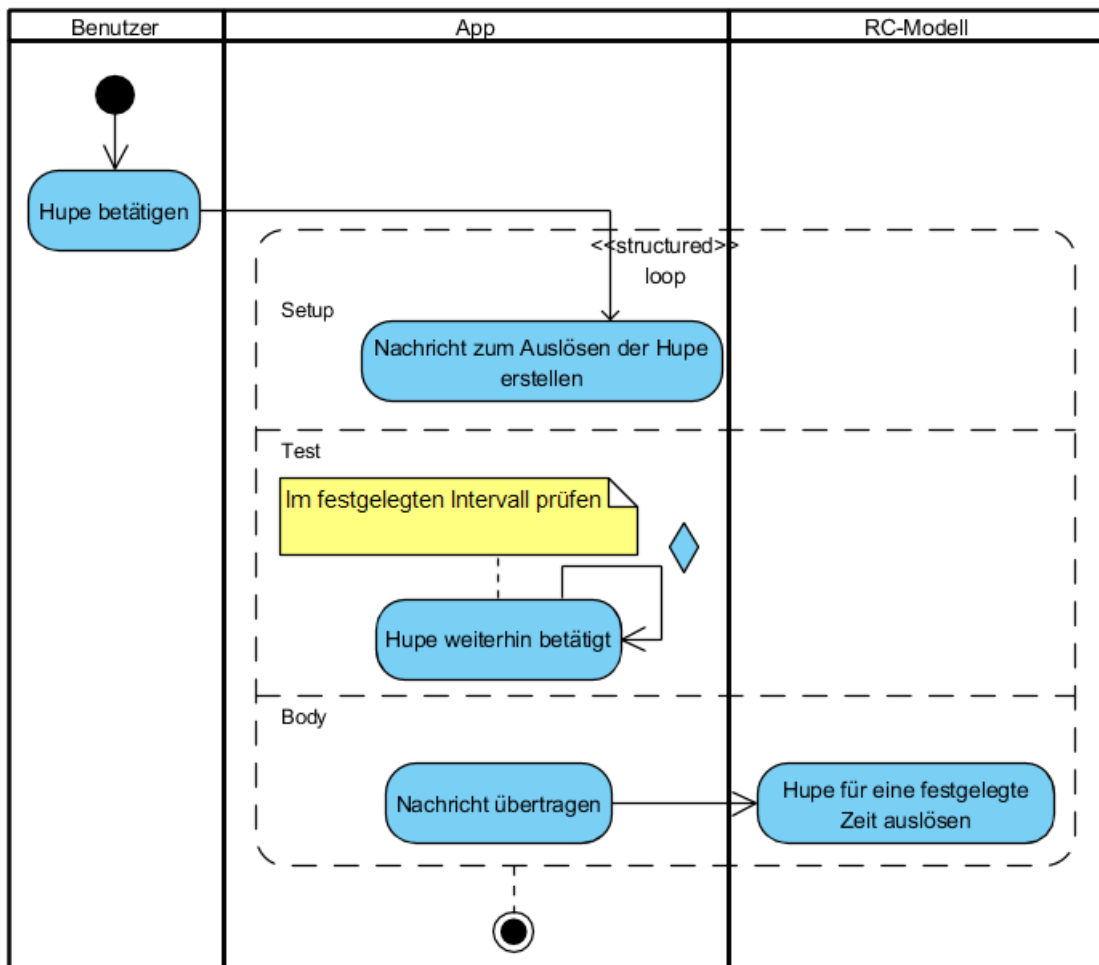 Benutzer
App
RC-Modell
Hupe betätigen
<<structured>>
loop
Setup
Nachricht zum Auslösen der Hupe
erstellen
Test
Im festgelegten Intervall prüfen
Hupe weiterhin betätigt
Body
Nachricht übertragen
Hupe für eine festgelegte
Zeit auslösen